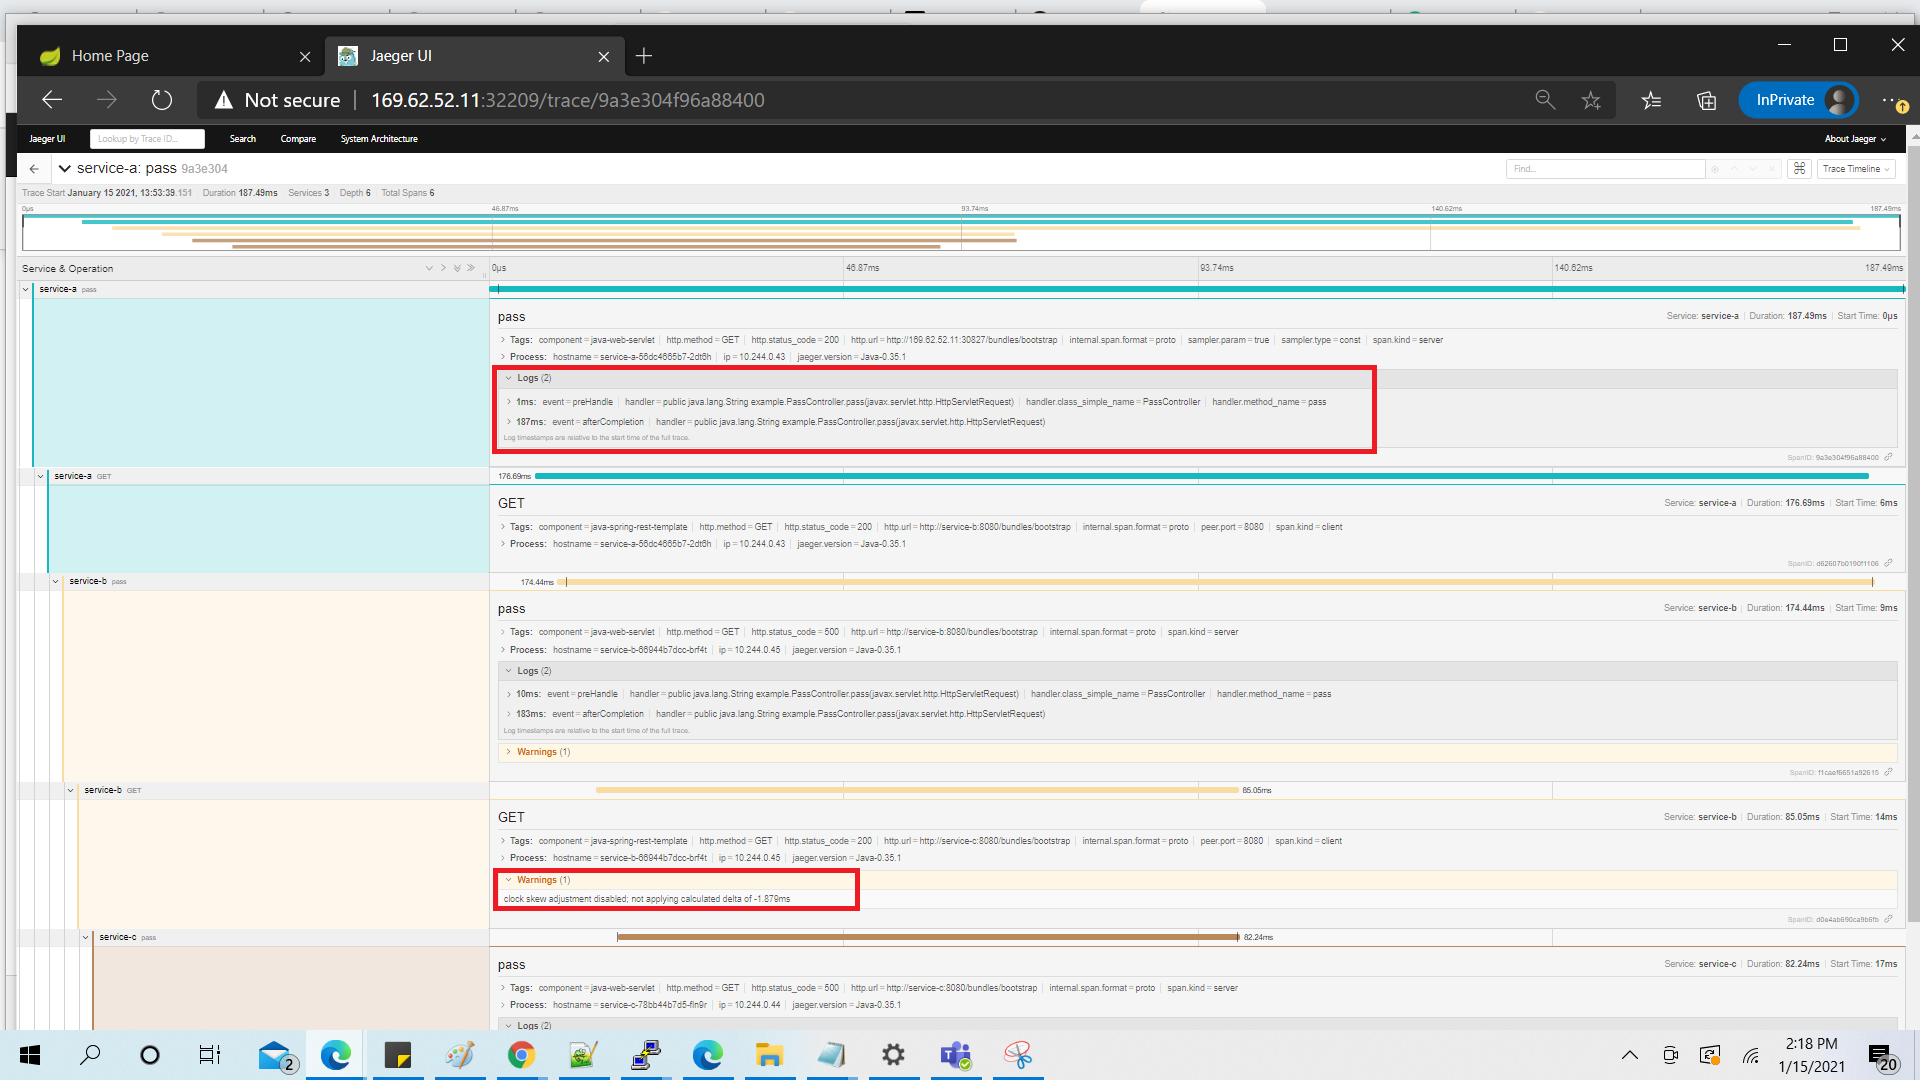 Home Page
Jaeger UI
Not secure
169.62.52.11:32209/trace/9a3e304f96a88400
InPrivate
Jaeger UI
Lookup by Trace ID...
Search
Compare
System Architecture
About Jaeger
service-a: pass 9a3e304
Find...
Trace Timeline
Trace Start January 15 2021, 13:53:39.151 Duration 187.49ms Services 3 Depth 6 Total Spans 6
0μs 46.87ms 93.74ms 140.62ms 187.49ms
Service & Operation 0μs 46.87ms 93.74ms 140.62ms 187.49ms
service-a pass
pass Service: service-a Duration: 187.49ms Start Time: 0μs
Tags: component = java-web-servlet http.method = GET http.status_code = 200 http.url = http://169.62.52.11:30827/bundles/bootstrap internal.span.format = proto sampler.param = true sampler.type = const span.kind = server
Process: hostname = service-a-56dc4665b7-2dt6h ip = 10.244.0.43 jaeger.version = Java-0.35.1
Logs (2)
1ms: event = preHandle handler = public java.lang.String example.PassController.pass(javax.servlet.http.HttpServletRequest) handler.class_simple_name = PassController handler.method_name = pass
187ms: event = afterCompletion handler = public java.lang.String example.PassController.pass(javax.servlet.http.HttpServletRequest)
Log timestamps are relative to the start time of the full trace.
SpanID: 9a3e304f96a88400
service-a GET 176.69ms
GET Service: service-a Duration: 176.69ms Start Time: 6ms
Tags: component = java-spring-rest-template http.method = GET http.status_code = 200 http.url = http://service-b:8080/bundles/bootstrap internal.span.format = proto peer.port = 8080 span.kind = client
Process: hostname = service-a-56dc4665b7-2dt6h ip = 10.244.0.43 jaeger.version = Java-0.35.1
SpanID: d62607b0190f1106
service-b pass 174.44ms
pass Service: service-b Duration: 174.44ms Start Time: 9ms
Tags: component = java-web-servlet http.method = GET http.status_code = 500 http.url = http://service-b:8080/bundles/bootstrap internal.span.format = proto span.kind = server
Process: hostname = service-b-66944b7dcc-brf4t ip = 10.244.0.45 jaeger.version = Java-0.35.1
Logs (2)
10ms: event = preHandle handler = public java.lang.String example.PassController.pass(javax.servlet.http.HttpServletRequest) handler.class_simple_name = PassController handler.method_name = pass
183ms: event = afterCompletion handler = public java.lang.String example.PassController.pass(javax.servlet.http.HttpServletRequest)
Log timestamps are relative to the start time of the full trace.
Warnings (1)
SpanID: f1caef6651a92615
service-b GET 85.05ms
GET Service: service-b Duration: 85.05ms Start Time: 14ms
Tags: component = java-spring-rest-template http.method = GET http.status_code = 200 http.url = http://service-c:8080/bundles/bootstrap internal.span.format = proto peer.port = 8080 span.kind = client
Process: hostname = service-b-66944b7dcc-brf4t ip = 10.244.0.45 jaeger.version = Java-0.35.1
Warnings (1)
clock skew adjustment disabled; not applying calculated delta of -1.879ms
SpanID: d0e4ab690ca9b6fb
service-c pass 82.24ms
pass Service: service-c Duration: 82.24ms Start Time: 17ms
Tags: component = java-web-servlet http.method = GET http.status_code = 500 http.url = http://service-c:8080/bundles/bootstrap internal.span.format = proto span.kind = server
Process: hostname = service-c-78bb44b7d5-fln9r ip = 10.244.0.44 jaeger.version = Java-0.35.1
Logs (2)
2
2:18 PM
1/15/2021
20